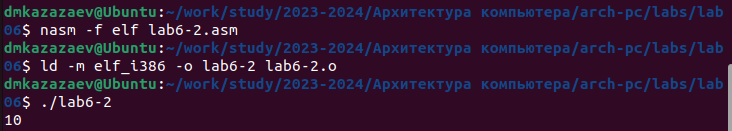 dmkazazaev@Ubuntu:~/work/study/2023-2024/Архитектура компьютера/arch-pc/labs/lab
06$ nasm -f elf lab6-2.asm
dmkazazaev@Ubuntu:~/work/study/2023-2024/Архитектура компьютера/arch-pc/labs/lab
06$ ld -m elf_i386 -o lab6-2 lab6-2.o
dmkazazaev@Ubuntu:~/work/study/2023-2024/Архитектура компьютера/arch-pc/labs/lab
06$ ./lab6-2
10